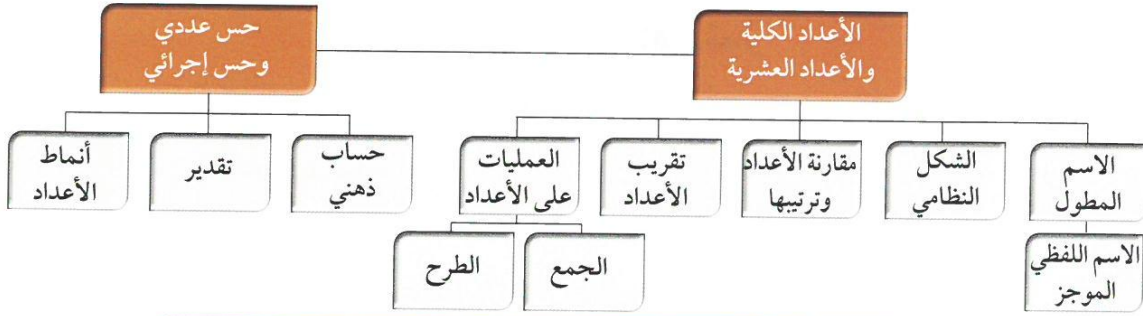 الأعداد الكلية
والأعداد العشرية
حس عددي
وحس إجرائي
الاسم
المطول
الشكل
النظامي
مقارنة الأعداد
وترتيبها
تقريب
الأعداد
العمليات
على الأعداد
حساب
ذهني
تقدير
أنماط
الأعداد
الاسم اللفظي
الموجز
الجمع
الطرح